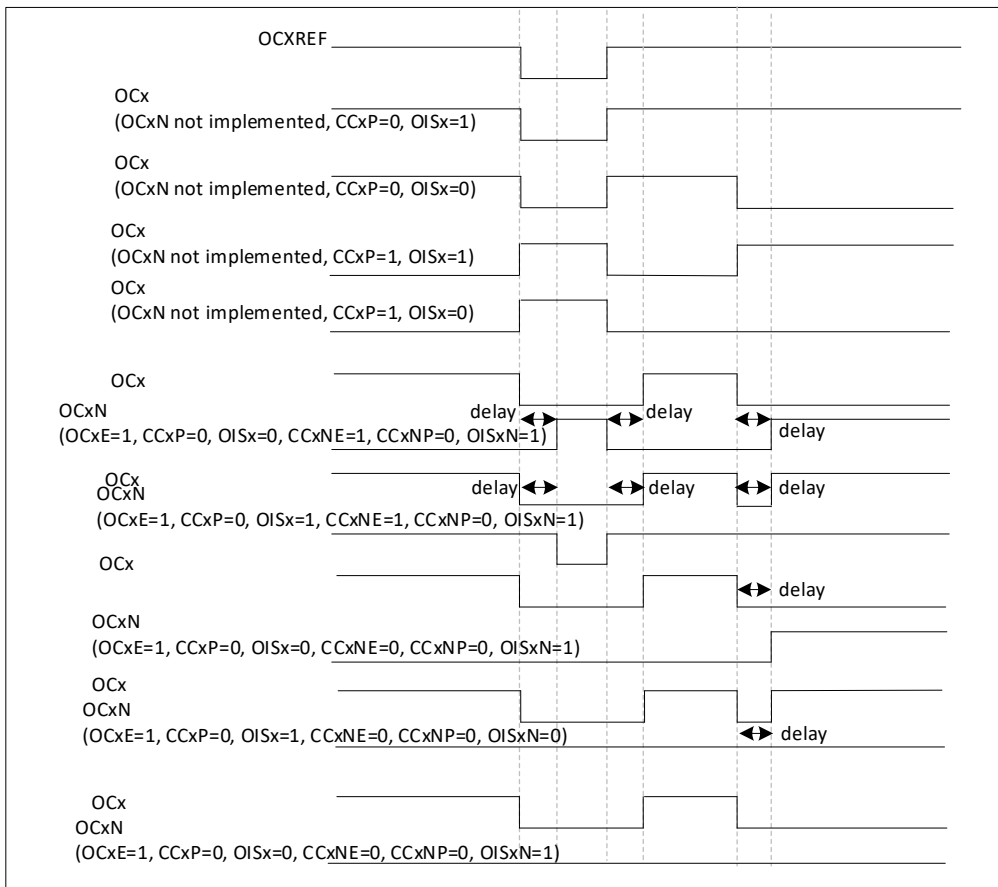 OCXREF
OCx
(OCxN not implemented, CCxP=0, OISx=1)
OCx
(OCxN not implemented, CCxP=0, OISx=0)
OCx
(OCxN not implemented, CCxP=1, OISx=1)
OCx
(OCxN not implemented, CCxP=1, OISx=0)
OCx
OCxN
delay
delay
(OCxE=1, CCxP=0, OISx=0, CCxNE=1, CCxNP=0, OISxN=1)
delay
OCx
delay
delay
delay
OCxN
(OCxE=1, CCxP=0, OISx=1, CCxNE=1, CCxNP=0, OISxN=1)
OCx
delay
OCxN
(OCxE=1, CCxP=0, OISx=0, CCxNE=0, CCxNP=0, OISxN=1)
OCx
OCxN
(OCxE=1, CCxP=0, OISx=1, CCxNE=0, CCxNP=0, OISxN=0)
delay
OCx
OCxN
(OCxE=1, CCxP=0, OISx=0, CCxNE=0, CCxNP=0, OISxN=1)